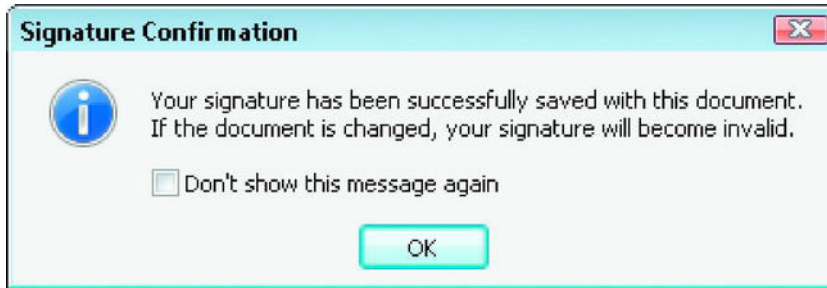 Signature Confirmation
Your signature has been successfully saved with this document.
If the document is changed, your signature will become invalid.
Don't show this message again
OK